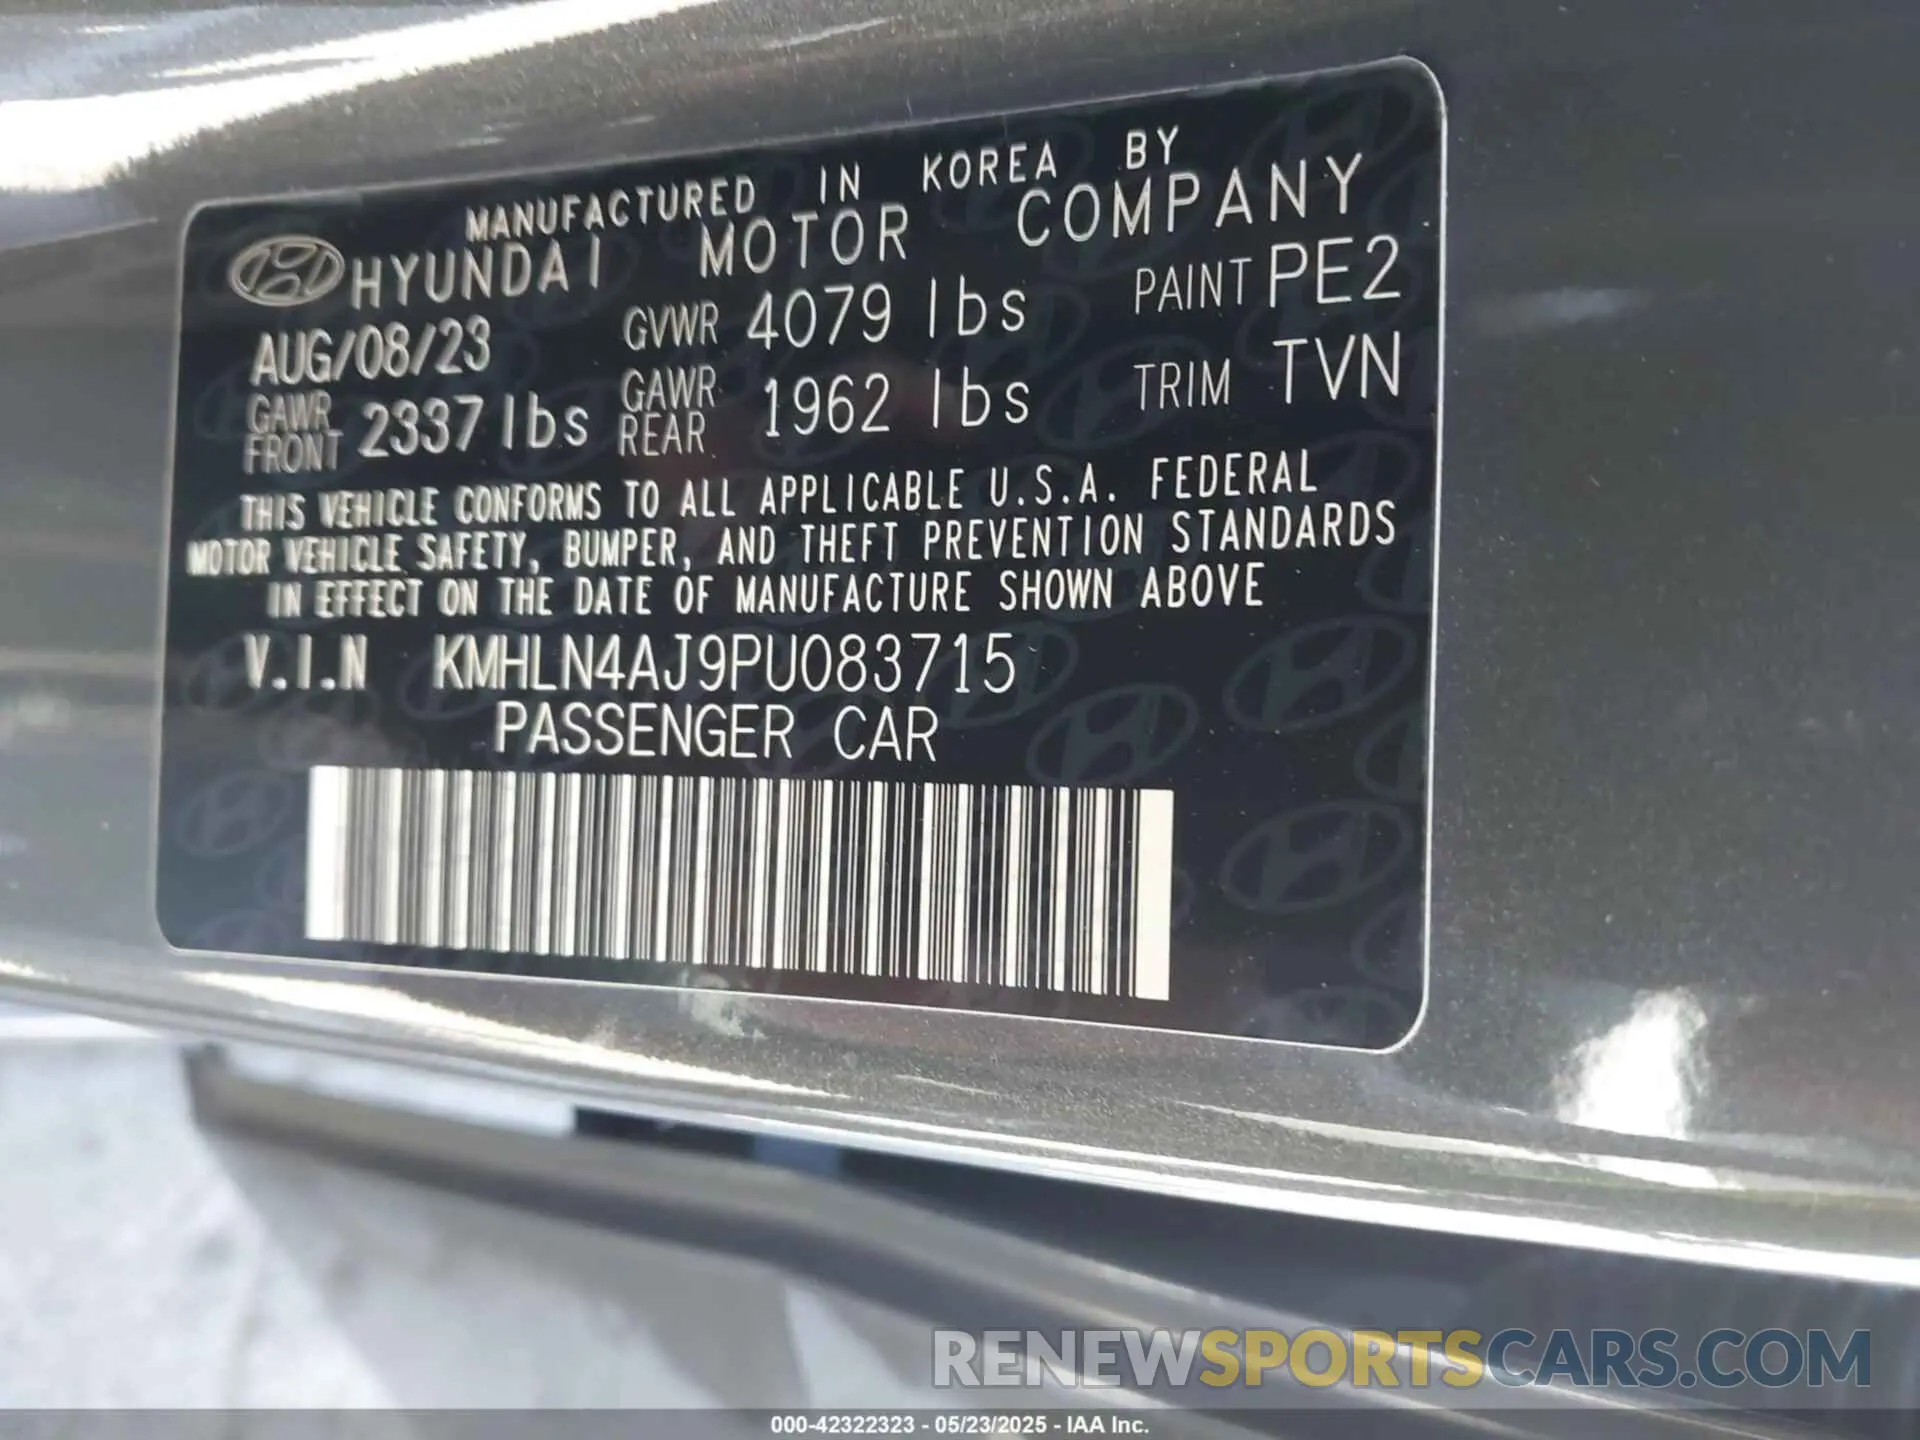 MANUFACTURED IN KOREA BY
HYUNDAI MOTOR COMPANY
AUG/08/23 GVWR 4079 lbs PAINT PE2
GAWR FRONT 2337 lbs GAWR REAR 1962 lbs TRIM TVN
THIS VEHICLE CONFORMS TO ALL APPLICABLE U.S.A. FEDERAL
MOTOR VEHICLE SAFETY, BUMPER, AND THEFT PREVENTION STANDARDS
IN EFFECT ON THE DATE OF MANUFACTURE SHOWN ABOVE
V.I.N KMHLN4AJ9PU083715
PASSENGER CAR
RENEWSPORTSCARS.COM
000-42322323 - 05/23/2025 - IAA Inc.